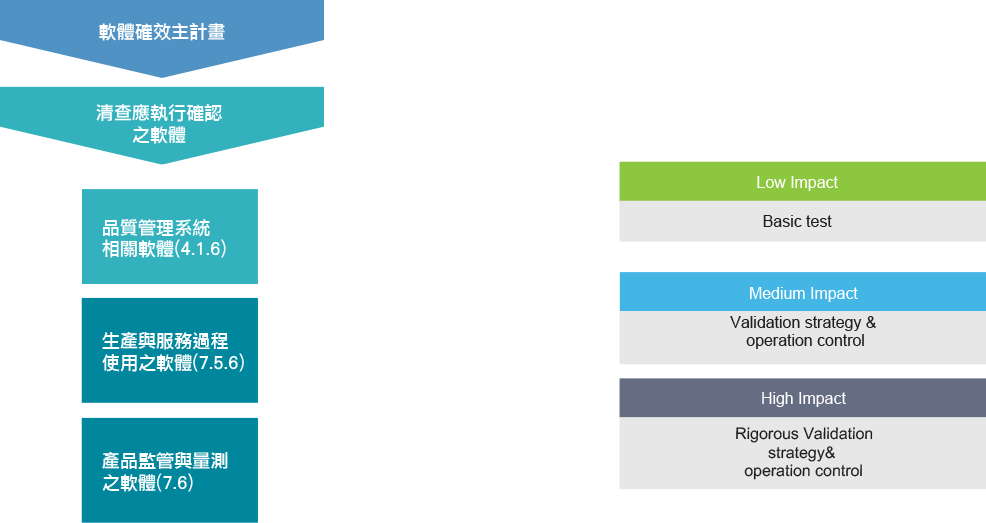 軟體確效主計畫
清查應執行確認
之軟體
品質管理系統
相關軟體(4.1.6)
生產與服務過程
使用之軟體(7.5.6)
產品監管與量測
之軟體(7.6)
Low Impact
Basic test
Medium Impact
Validation strategy &
operation control
High Impact
Rigorous Validation
strategy&
operation control